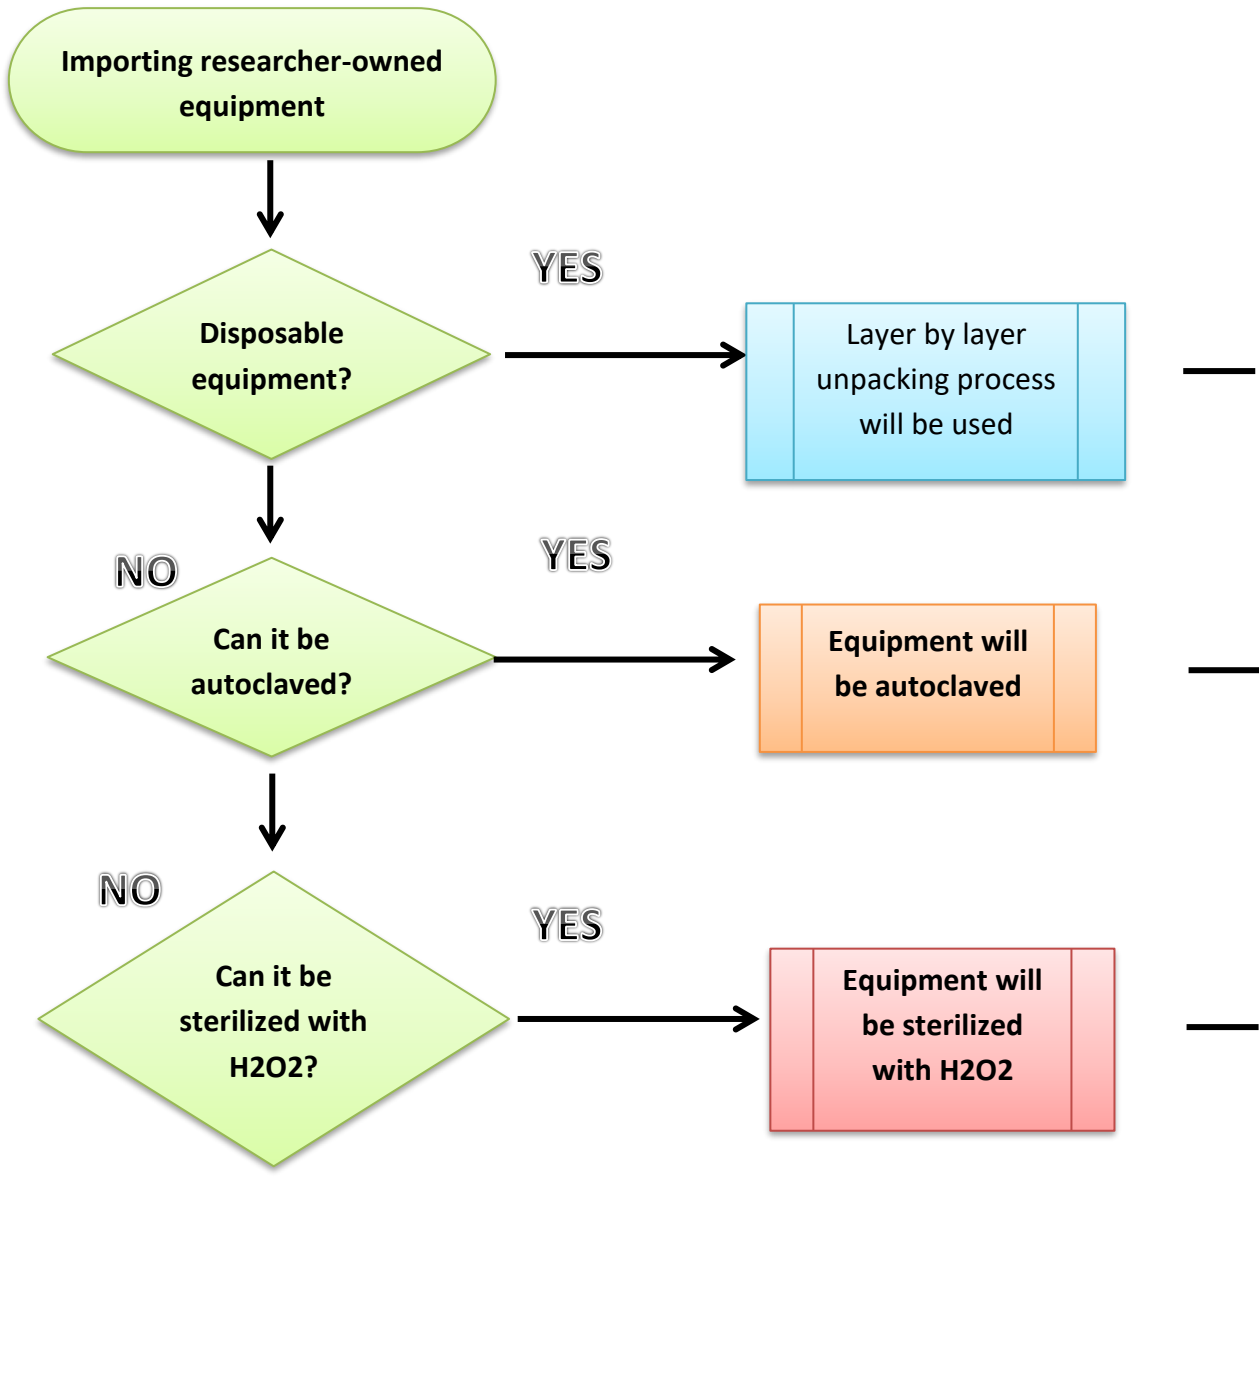 Importing researcher-owned
equipment
YES
Disposable
equipment?
Layer by layer
unpacking process
will be used
NO
YES
Can it be
autoclaved?
Equipment will
be autoclaved
NO
YES
Can it be
sterilized with
H2O2?
Equipment will
be sterilized
with H2O2